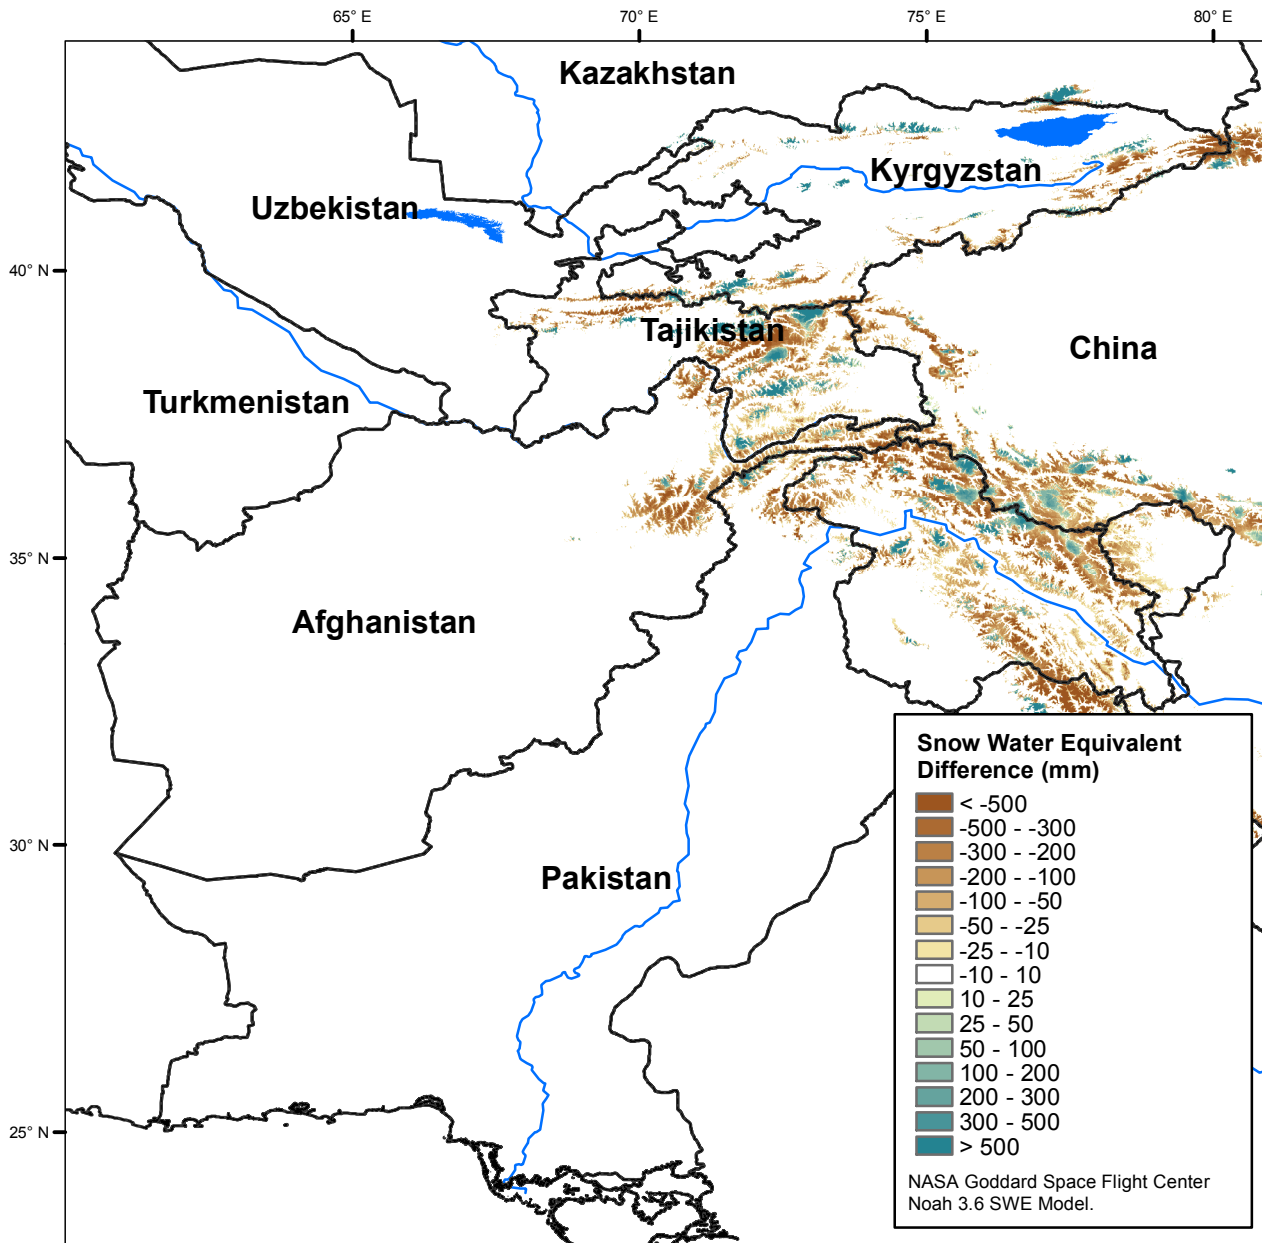 65° E
70° E
75° E
80° E
Kazakhstan
Kyrgyzstan
Uzbekistan
40° N
Tajikistan
China
Turkmenistan
35° N
Afghanistan
30° N
Pakistan
25° N
Snow Water Equivalent
Difference (mm)
< -500
-500 - -300
-300 - -200
-200 - -100
-100 - -50
-50 - -25
-25 - -10
-10 - 10
10 - 25
25 - 50
50 - 100
100 - 200
200 - 300
300 - 500
> 500
NASA Goddard Space Flight Center
Noah 3.6 SWE Model.